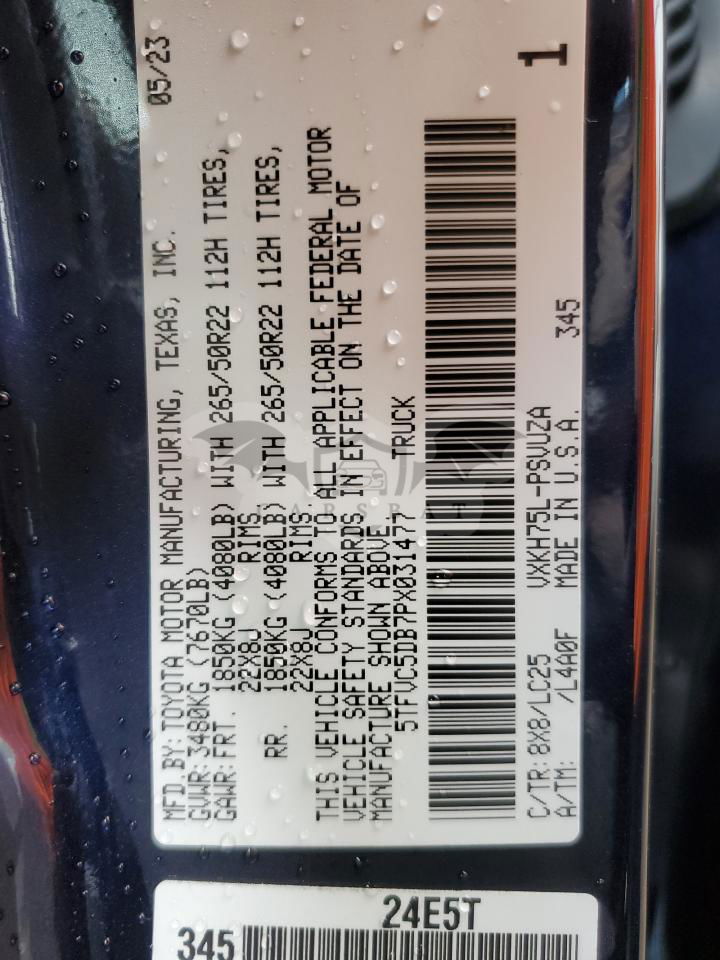 MFD.BY:TOYOTA MOTOR MANUFACTURING, TEXAS, INC. 05/23
GVWR:3480KG (7670LB)
GAWR:FRT. 1850KG (4080LB) WITH 265/50R22 112H TIRES,
22X8J RIMS.
RR. 1850KG (4080LB) WITH 265/50R22 112H TIRES,
22X8J RIMS.
THIS VEHICLE CONFORMS TO ALL APPLICABLE FEDERAL MOTOR
VEHICLE SAFETY STANDARDS IN EFFECT ON THE DATE OF
MANUFACTURE SHOWN ABOVE.
5TFVC5DB7PX031477 TRUCK
C/TR:8X8/LC25 VXKH75L-PSVUZA 1
A/TM: /L4A0F MADE IN U.S.A. 345
24E5T
345
CARSBAT